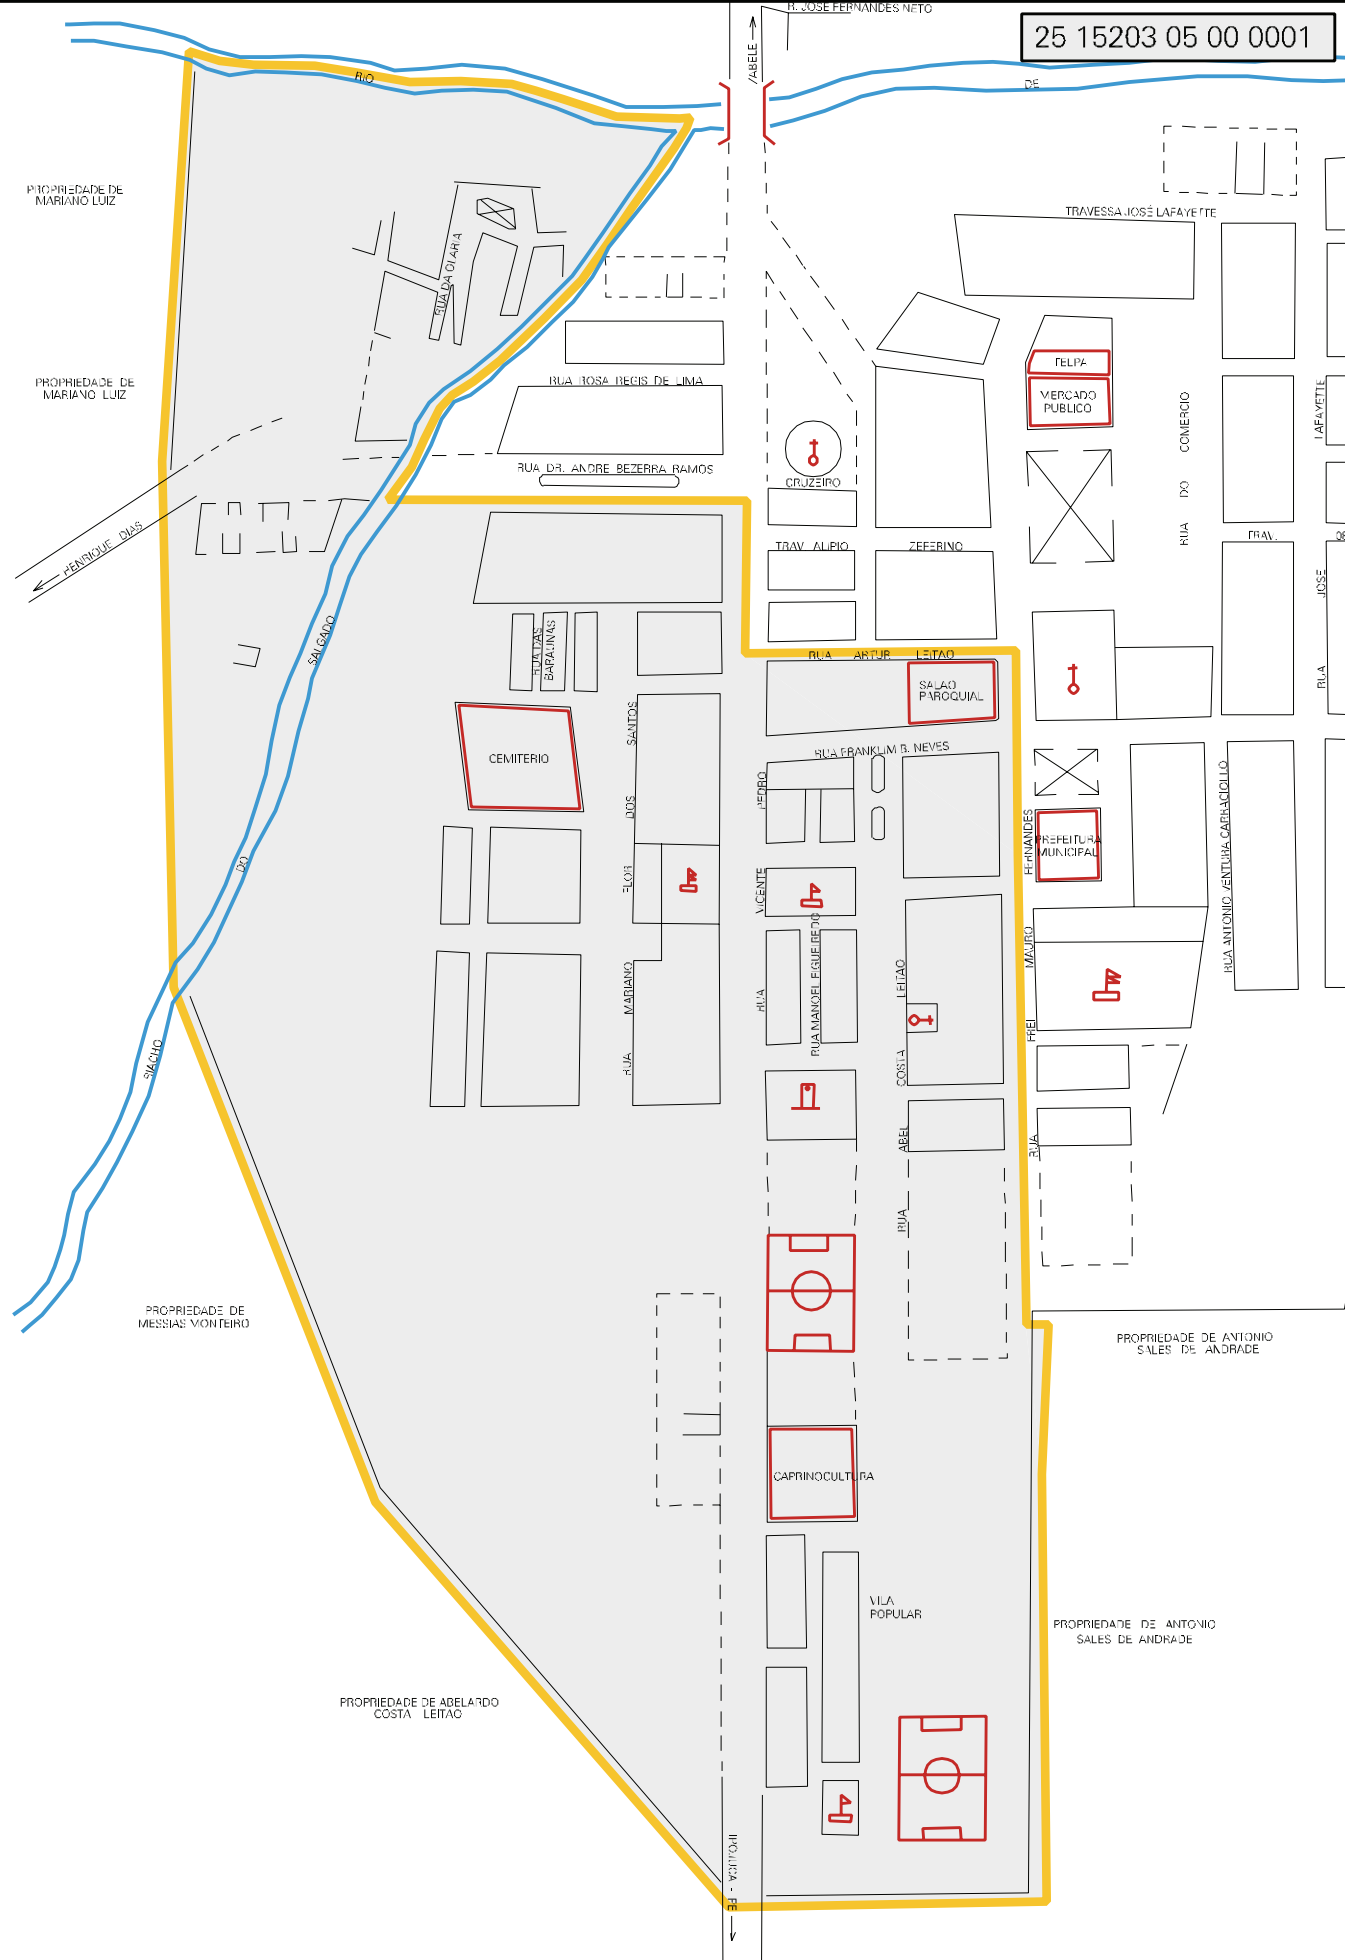 R. JOSE FERNANDES NETO
25 15203 05 00 0001
/ABELE
RIO
DE
PROPRIEDADE DE
MARIANO LUIZ
TRAVESSA JOSÉ LAFAYETTE
RUA DA OLARIA
TELPA
PROPRIEDADE DE
MARIANO LUIZ
RUA ROSA REGIS DE LIMA
MERCADO
PUBLICO
RUA DO COMERCIO
LAFAYETTE
JOSE
RUA
RUA DR. ANDRE BEZERRA RAMOS
CRUZEIRO
HENRIQUE DIAS
TRAV. ALIPIO
ZEFERINO
TRAV.
RUA DAS
BARAUNAS
RUA ARTUR LEITAO
SALAO
PAROQUIAL
RUA FRANKLIM B. NEVES
CEMITERIO
RIACHO DO SALGADO
RUA MARIANO FLOR DOS SANTOS
RUA VICENTE PEDRO
RUA MANOEL FIGUEIREDO
RUA ABEL COSTA LEITAO
RUA FREI MAURO FERNANDES
PREFEITURA
MUNICIPAL
RUA ANTONIO VENTURA CARRACIOLLO
PROPRIEDADE DE
MESSIAS MONTEIRO
PROPRIEDADE DE ANTONIO
SALES DE ANDRADE
CAPRINOCULTURA
VILA
POPULAR
PROPRIEDADE DE ANTONIO
SALES DE ANDRADE
PROPRIEDADE DE ABELARDO
COSTA LEITAO
IPOJUCA - PE